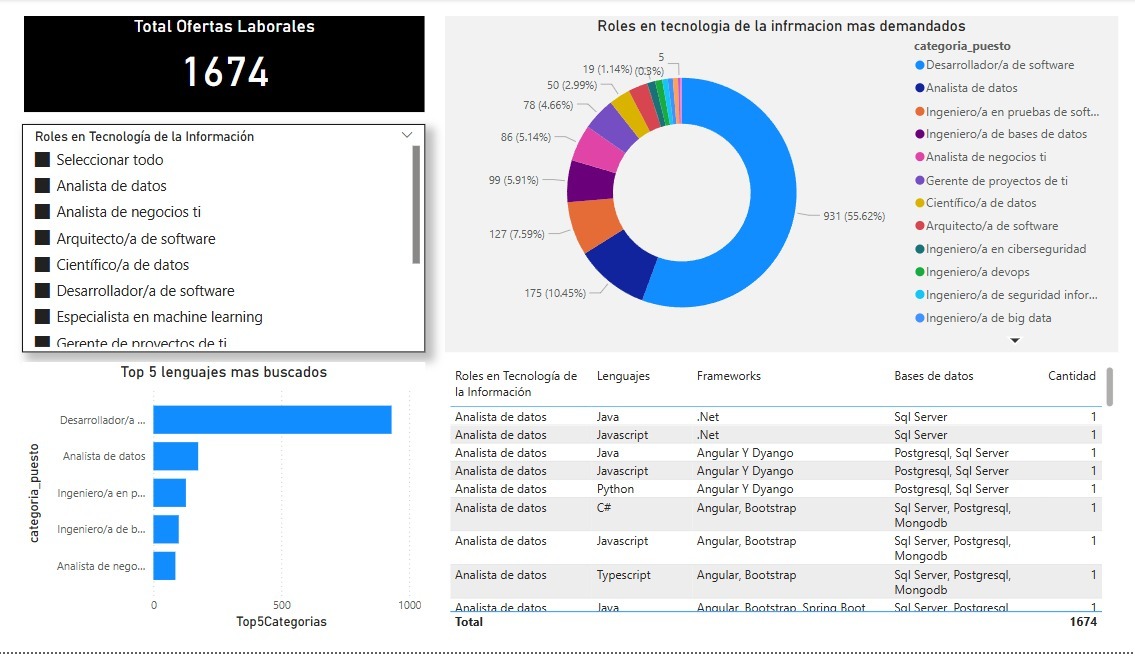 Total Ofertas Laborales
1674
Roles en Tecnología de la Información
Seleccionar todo
Analista de datos
Analista de negocios ti
Arquitecto/a de software
Científico/a de datos
Desarrollador/a de software
Especialista en machine learning
Gerente de proyectos de ti
Roles en tecnologia de la infrmacion mas demandados
5
(0.3%)
19 (1.14%)
50 (2.99%)
78 (4.66%)
86 (5.14%)
99 (5.91%)
127 (7.59%)
175 (10.45%)
931 (55.62%)
categoria_puesto
Desarrollador/a de software
Analista de datos
Ingeniero/a en pruebas de soft...
Ingeniero/a de bases de datos
Analista de negocios ti
Gerente de proyectos de ti
Científico/a de datos
Arquitecto/a de software
Ingeniero/a en ciberseguridad
Ingeniero/a devops
Ingeniero/a de seguridad infor...
Ingeniero/a de big data
Top 5 lenguajes mas buscados
categoria_puesto
Desarrollador/a ...
Analista de datos
Ingeniero/a en p...
Ingeniero/a de b...
Analista de nego...
0 500 1000
Top5Categorias
Roles en Tecnología de la Información Lenguajes Frameworks Bases de datos Cantidad
Analista de datos Java .Net Sql Server 1
Analista de datos Javascript .Net Sql Server 1
Analista de datos Java Angular Y Dyango Postgresql, Sql Server 1
Analista de datos Javascript Angular Y Dyango Postgresql, Sql Server 1
Analista de datos Python Angular Y Dyango Postgresql, Sql Server 1
Analista de datos C# Angular, Bootstrap Sql Server, Postgresql, Mongodb 1
Analista de datos Javascript Angular, Bootstrap Sql Server, Postgresql, Mongodb 1
Analista de datos Typescript Angular, Bootstrap Sql Server, Postgresql, Mongodb 1
Analista de datos Java Angular, Bootstrap, Spring Boot Sql Server, Postgresql, 1
Total 1674